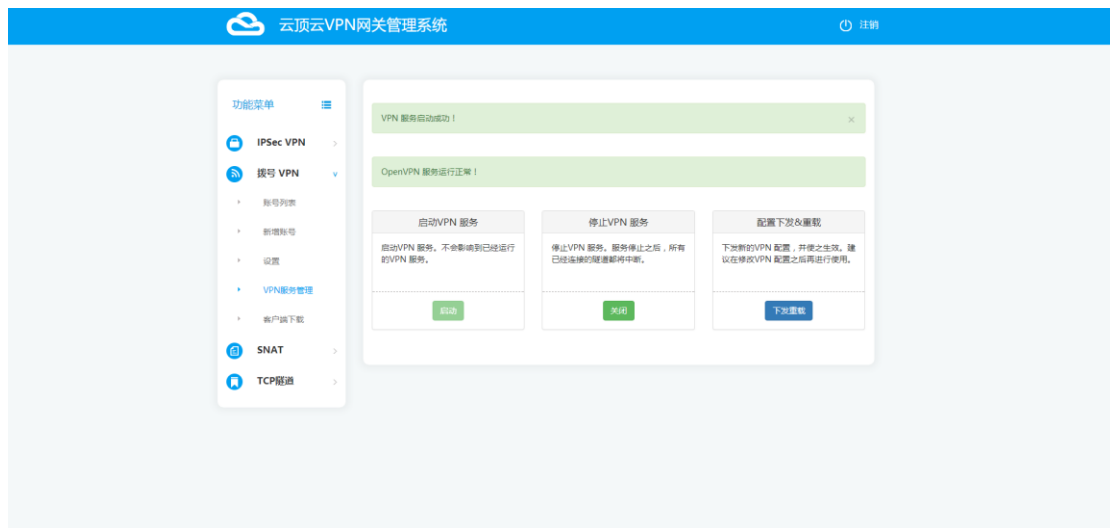 云顶云VPN网关管理系统
注销
功能菜单
IPSec VPN
拨号 VPN
账号列表
新增账号
设置
VPN服务管理
客户端下载
SNAT
TCP隧道
VPN 服务启动成功！
×
OpenVPN 服务运行正常！
启动VPN 服务
启动VPN 服务。不会影响到已经运行
的VPN 服务。
启动
停止VPN 服务
停止VPN 服务。服务停止之后，所有
已经连接的隧道都将中断。
关闭
配置下发&重载
下发新的VPN 配置，并使之生效。建
议在修改VPN 配置之后再进行使用。
下发重载